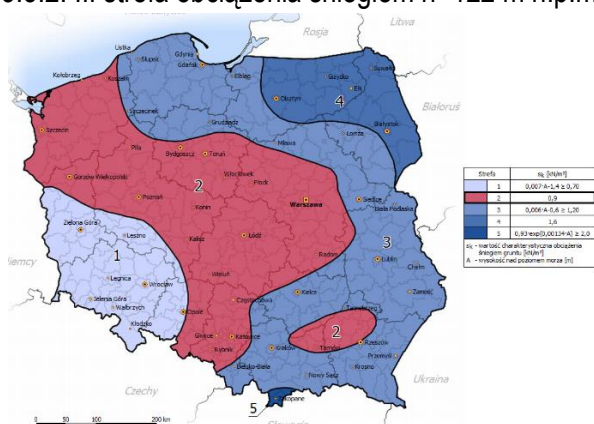 III strefa obciążenia śniegiem
Rosja
Litwa
Ustka
Słupsk
Gdynia
Gdańsk
Kołobrzeg
Koszalin
Elbląg
Giżycko
Suwałki
Ełk
Olsztyn
4
Białoruś
Szczecinek
Szczecin
Grudziądz
Białystok
Łomża
Mława
Piła
Bydgoszcz
Toruń
Gorzów Wielkopolski
2
Włocławek
Płock
Poznań
Warszawa
Siedlce
Konin
Biała Podlaska
Zielona Góra
Leszno
Kalisz
Łódź
3
1
Radom
Niemcy
Lublin
Legnica
Wrocław
Wieluń
Chełm
Jelenia Góra
Wałbrzych
Częstochowa
Kielce
Zamość
Tarnobrzeg
Kłodzko
Opole
2
Gliwice
Katowice
Rybnik
Kraków
Tarnów
Rzeszów
Przemyśl
Bielsko-Biała
Nowy Sącz
Krosno
Ukraina
Czechy
5
Zakopane
Słowacja
0 50 100 200 km
Strefa sk [kN/m²]
1 0,007·A-1,4 ≥ 0,70
2 0,9
3 0,006·A-0,6 ≥ 1,20
4 1,6
5 0,93·exp(0,00134·A) ≥ 2,0
sk - wartość charakterystyczna obciążenia
śniegiem gruntu [kN/m²]
A - wysokość nad poziomem morza [m]